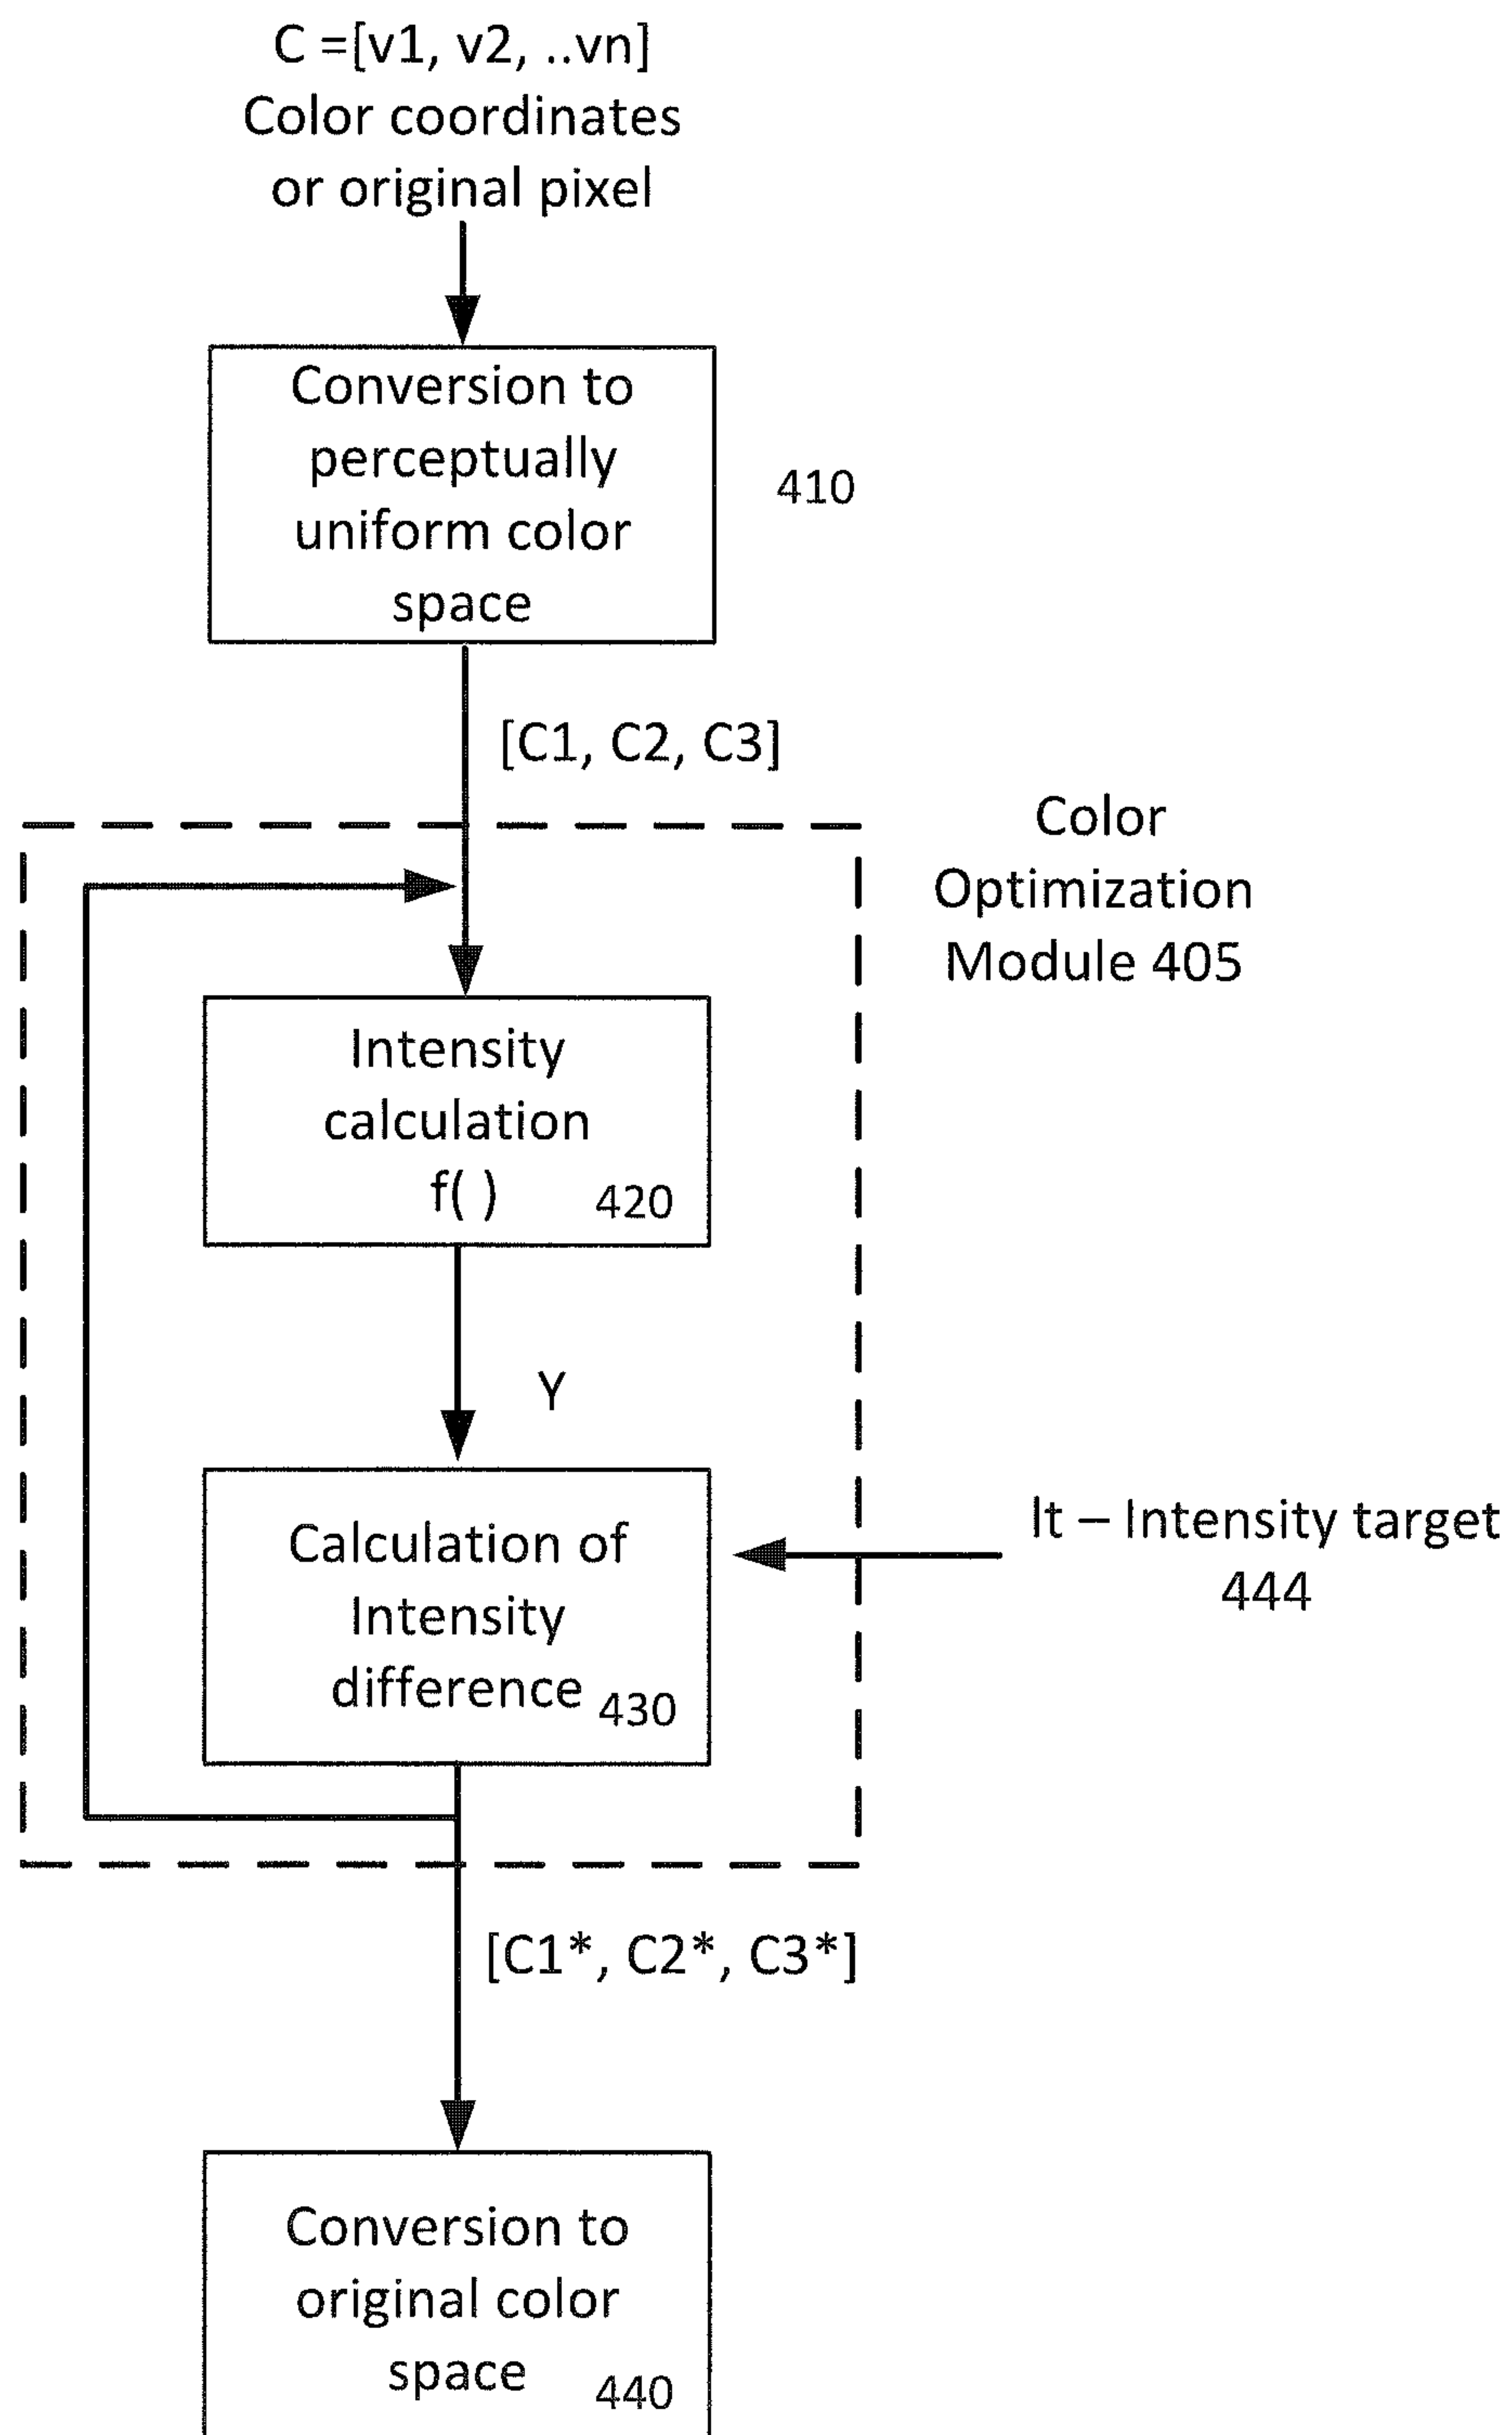 C =[v1, v2, ..vn]
Color coordinates
or original pixel
Conversion to
perceptually
uniform color
space
410
[C1, C2, C3]
Color
Optimization
Module 405
Intensity
calculation
f( )
420
Y
Calculation of
Intensity
difference
430
It – Intensity target
444
[C1*, C2*, C3*]
Conversion to
original color
space
440